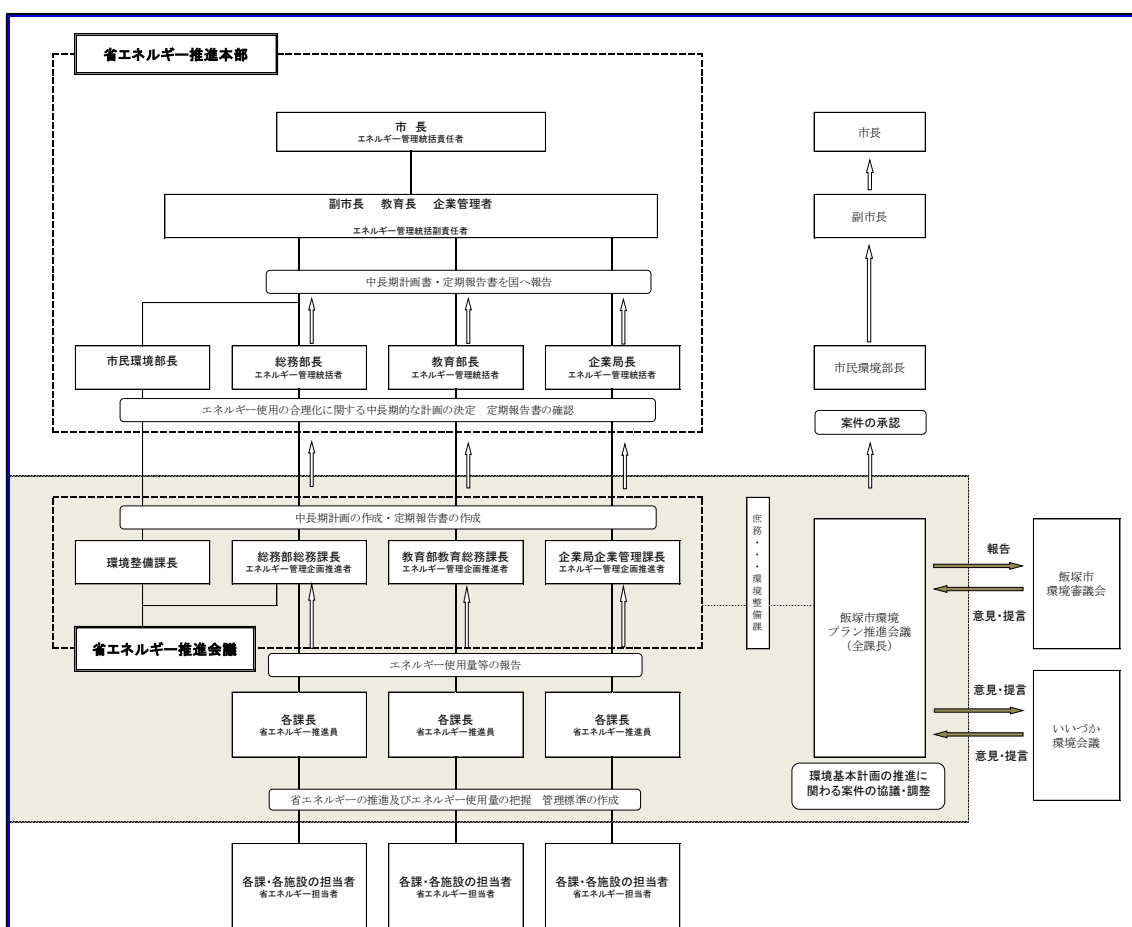 省エネルギー推進本部
市 長
エネルギー管理統括責任者
副市長 教育長 企業管理者
エネルギー管理統括副責任者
中長期計画書・定期報告書を国へ報告
市民環境部長
総務部長
エネルギー管理統括者
教育部長
エネルギー管理統括者
企業局長
エネルギー管理統括者
エネルギー使用の合理化に関する中長期的な計画の決定 定期報告書の確認
中長期計画の作成・定期報告書の作成
環境整備課長
総務部総務課長
エネルギー管理企画推進者
教育部教育総務課長
エネルギー管理企画推進者
企業局企業管理課長
エネルギー管理企画推進者
省エネルギー推進会議
エネルギー使用量等の報告
各課長
省エネルギー推進員
各課長
省エネルギー推進員
各課長
省エネルギー推進員
省エネルギーの推進及びエネルギー使用量の把握 管理標準の作成
各課・各施設の担当者
省エネルギー担当者
各課・各施設の担当者
省エネルギー担当者
各課・各施設の担当者
省エネルギー担当者
市長
副市長
市民環境部長
案件の承認
庶務・・・環境整備課
飯塚市環境
プラン推進会議
(全課長)
環境基本計画の推進に
関わる案件の協議・調整
報告
意見・提言
飯塚市
環境審議会
意見・提言
意見・提言
いいづか
環境会議